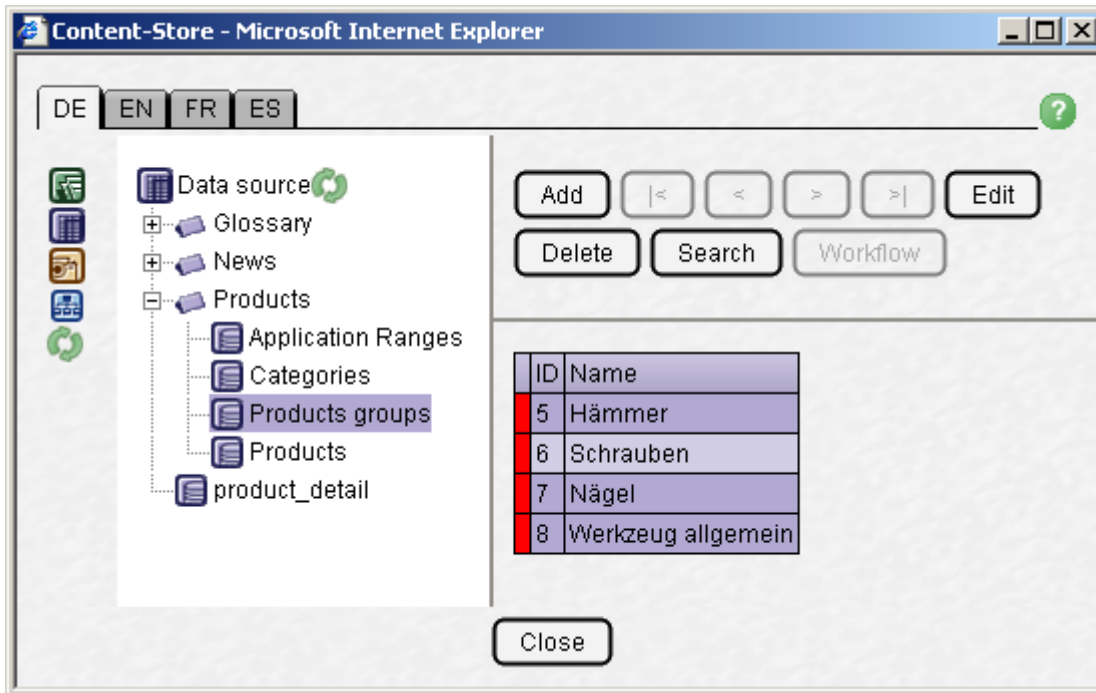 Content-Store - Microsoft Internet Explorer
DE EN FR ES
?
Data source
Glossary
News
Products
Application Ranges
Categories
Products groups
Products
product_detail
Add |< < > >| Edit
Delete Search Workflow
ID Name
5 Hämmer
6 Schrauben
7 Nägel
8 Werkzeug allgemein
Close